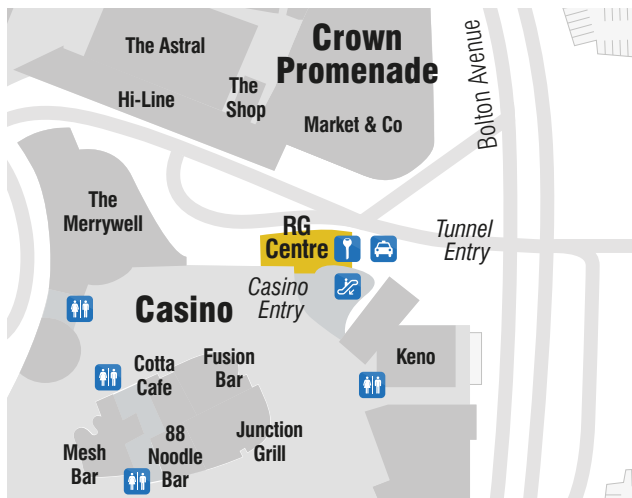 The Astral
Crown
Promenade
Hi-Line
The
Shop
Market & Co
Bolton Avenue
The
Merrywell
RG
Centre
Tunnel
Entry
Casino
Entry
Casino
Cotta
Cafe
Fusion
Bar
Keno
Mesh
Bar
88
Noodle
Bar
Junction
Grill